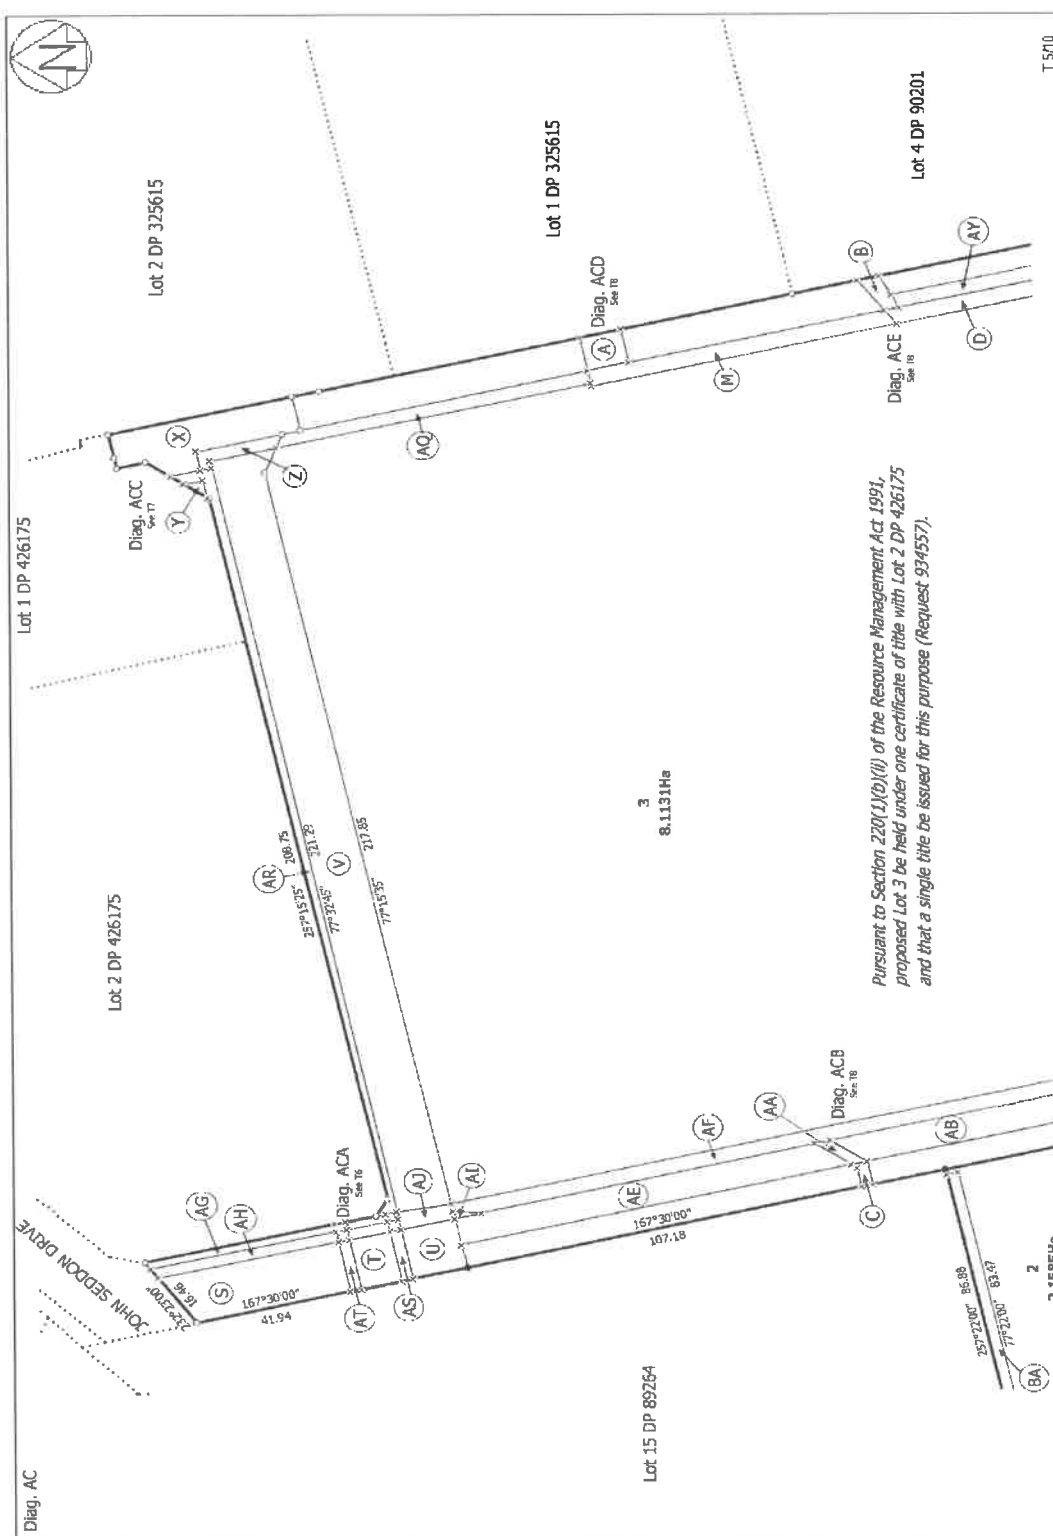 Diag. AC
N
JOHN SEDDON DRIVE
Lot 2 DP 426175
Lot 1 DP 426175
Lot 2 DP 325615
Lot 1 DP 325615
Lot 4 DP 90201
T 5/10
AG
AH
S
232°23'00"
16.46
167°30'00"
41.94
Diag. ACA
See T6
AT
T
AS
U
AJ
AI
AR
257°15'25"
208.75
77°32'45"
221.29
V
77°15'35"
217.85
Diag. ACC
See T7
Y
X
Z
AQ
A
Diag. ACD
See T8
M
B
Diag. ACE
See T8
D
AY
3
8.1131Ha
Pursuant to Section 220(1)(b)(ii) of the Resource Management Act 1991,
proposed Lot 3 be held under one certificate of title with Lot 2 DP 426175
and that a single title be issued for this purpose (Request 934557).
AF
AE
167°30'00"
107.18
AA
Diag. ACB
See T8
AB
C
Lot 15 DP 89264
257°22'00"
86.88
77°22'00"
83.47
BA
2